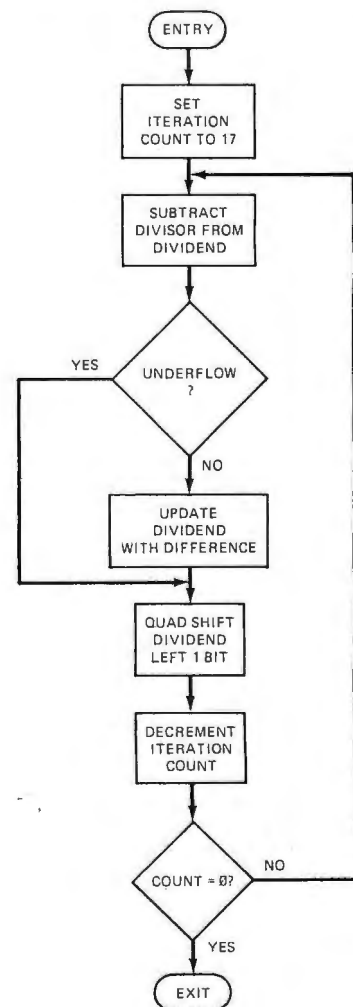 ENTRY
SET
ITERATION
COUNT TO 17
SUBTRACT
DIVISOR FROM
DIVIDEND
YES
UNDERFLOW
?
NO
UPDATE
DIVIDEND
WITH DIFFERENCE
QUAD SHIFT
DIVIDEND
LEFT 1 BIT
DECREMENT
ITERATION
COUNT
COUNT = Ø?
NO
YES
EXIT